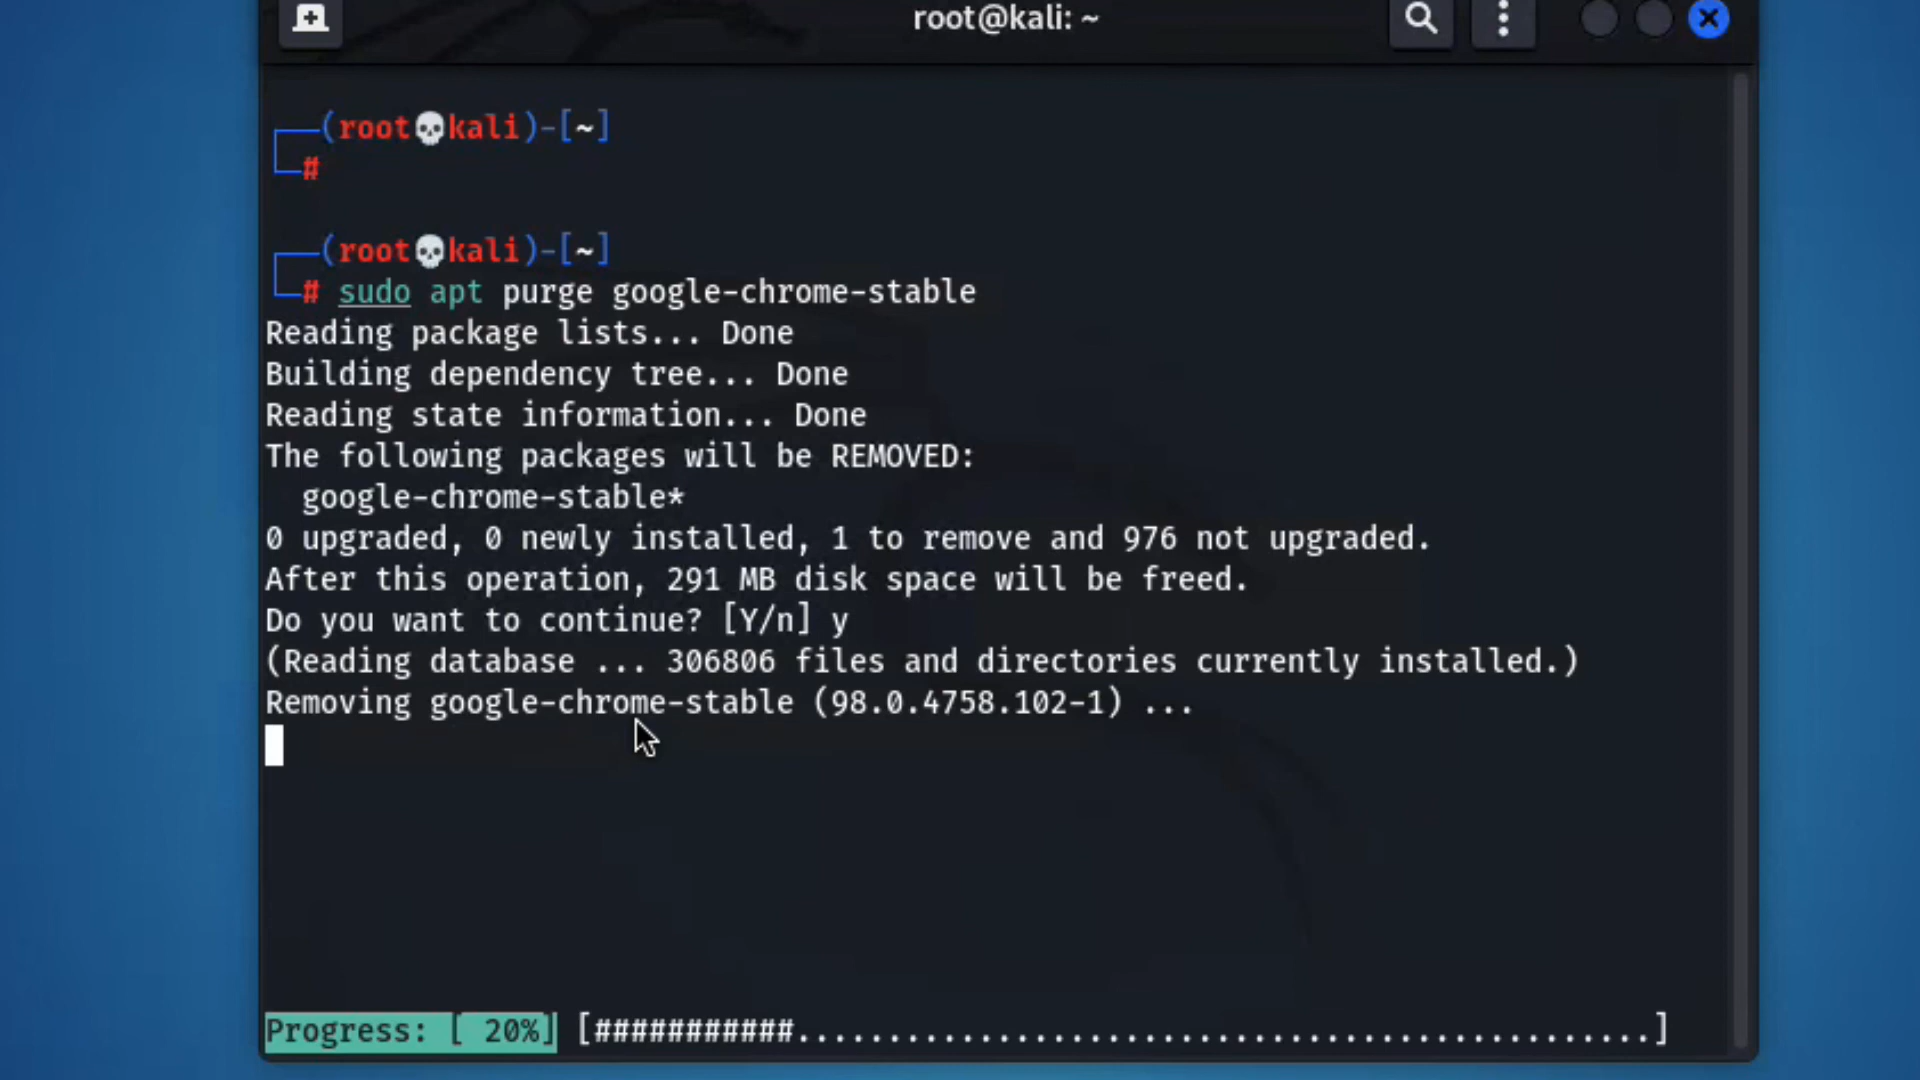 root@kali: ~
┌──(root💀kali)-[~]
└─#
┌──(root💀kali)-[~]
└─# sudo apt purge google-chrome-stable
Reading package lists... Done
Building dependency tree... Done
Reading state information... Done
The following packages will be REMOVED:
  google-chrome-stable*
0 upgraded, 0 newly installed, 1 to remove and 976 not upgraded.
After this operation, 291 MB disk space will be freed.
Do you want to continue? [Y/n] y
(Reading database ... 306806 files and directories currently installed.)
Removing google-chrome-stable (98.0.4758.102-1) ...
Progress: [ 20%] [###########...............................................]